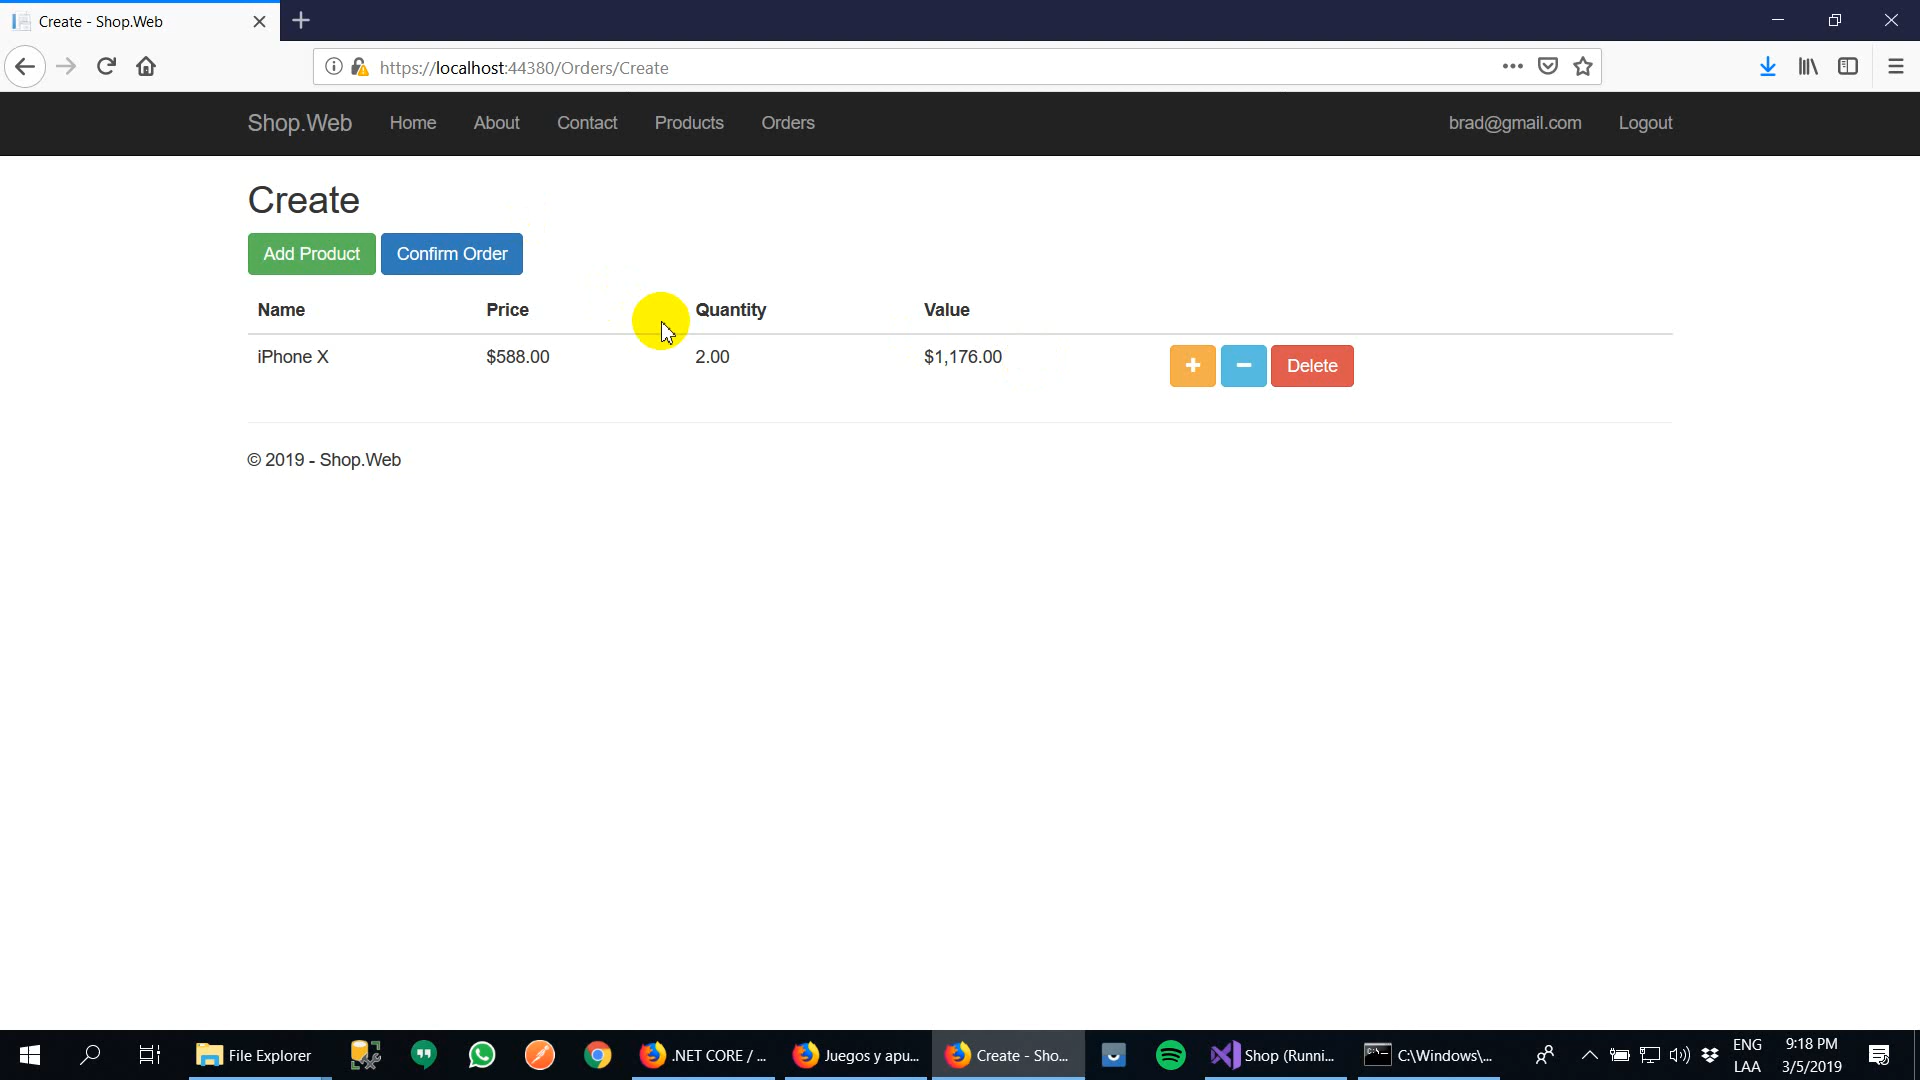 Create - Shop.Web
https://localhost:44380/Orders/Create
Shop.Web Home About Contact Products Orders brad@gmail.com Logout
Create
Add Product Confirm Order
Name Price Quantity Value
iPhone X $588.00 2.00 $1,176.00 + − Delete
© 2019 - Shop.Web
File Explorer .NET CORE / ... Juegos y apu... Create - Sho... Shop (Runni... C:\Windows\... ENG 9:18 PM
LAA 3/5/2019